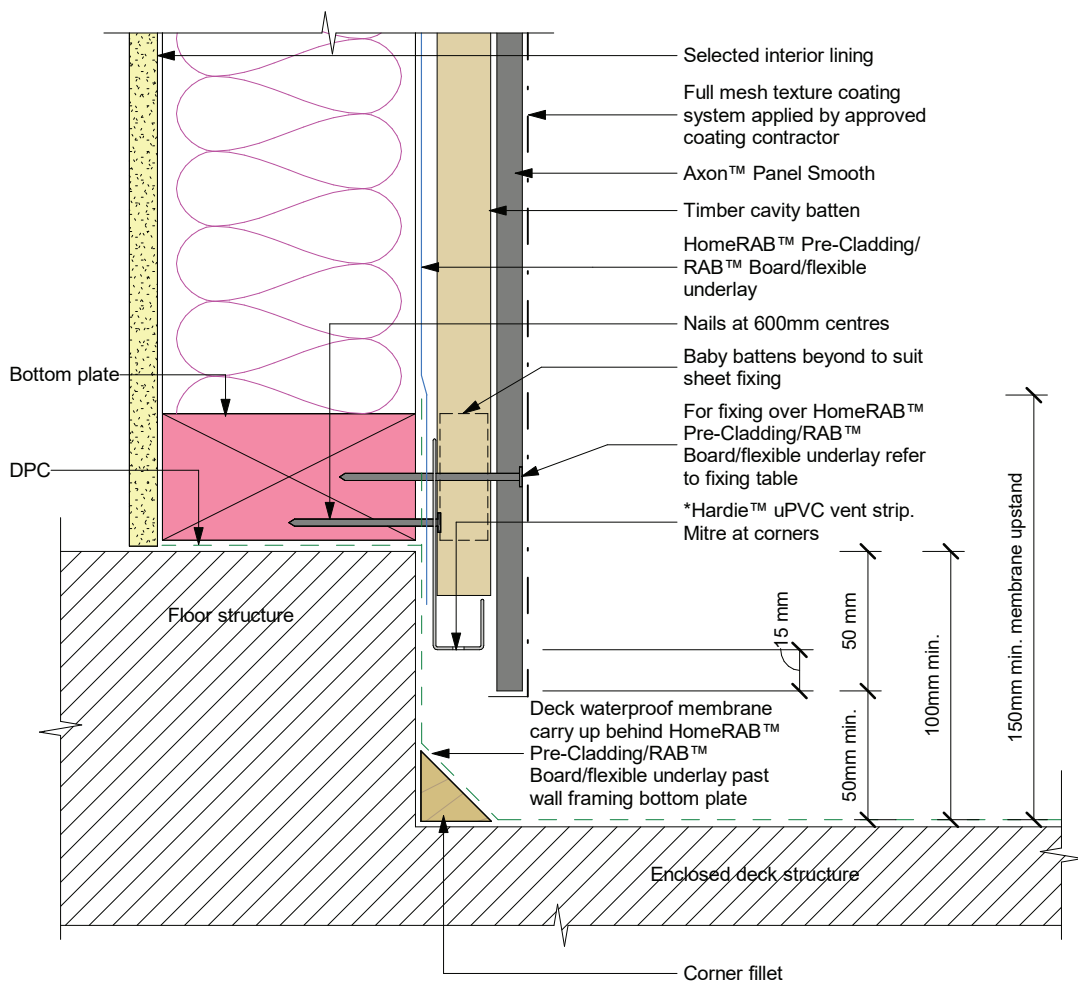 Selected interior lining
Full mesh texture coating
system applied by approved
coating contractor
Axon™ Panel Smooth
Timber cavity batten
HomeRAB™ Pre-Cladding/
RAB™ Board/flexible
underlay
Nails at 600mm centres
Baby battens beyond to suit
sheet fixing
For fixing over HomeRAB™
Pre-Cladding/RAB™
Board/flexible underlay refer
to fixing table
*Hardie™ uPVC vent strip.
Mitre at corners
Bottom plate
DPC
Floor structure
15 mm
50 mm
50mm min.
100mm min.
150mm min. membrane upstand
Deck waterproof membrane
carry up behind HomeRAB™
Pre-Cladding/RAB™
Board/flexible underlay past
wall framing bottom plate
Enclosed deck structure
Corner fillet